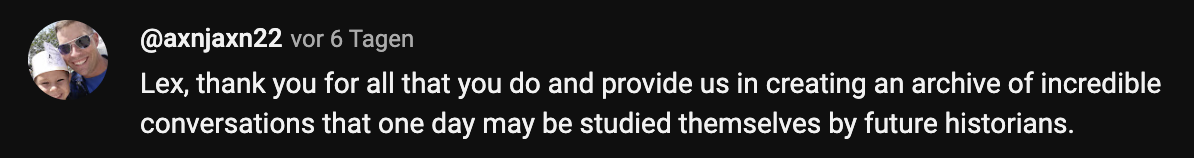 @axnjaxn22 vor 6 Tagen
Lex, thank you for all that you do and provide us in creating an archive of incredible
conversations that one day may be studied themselves by future historians.